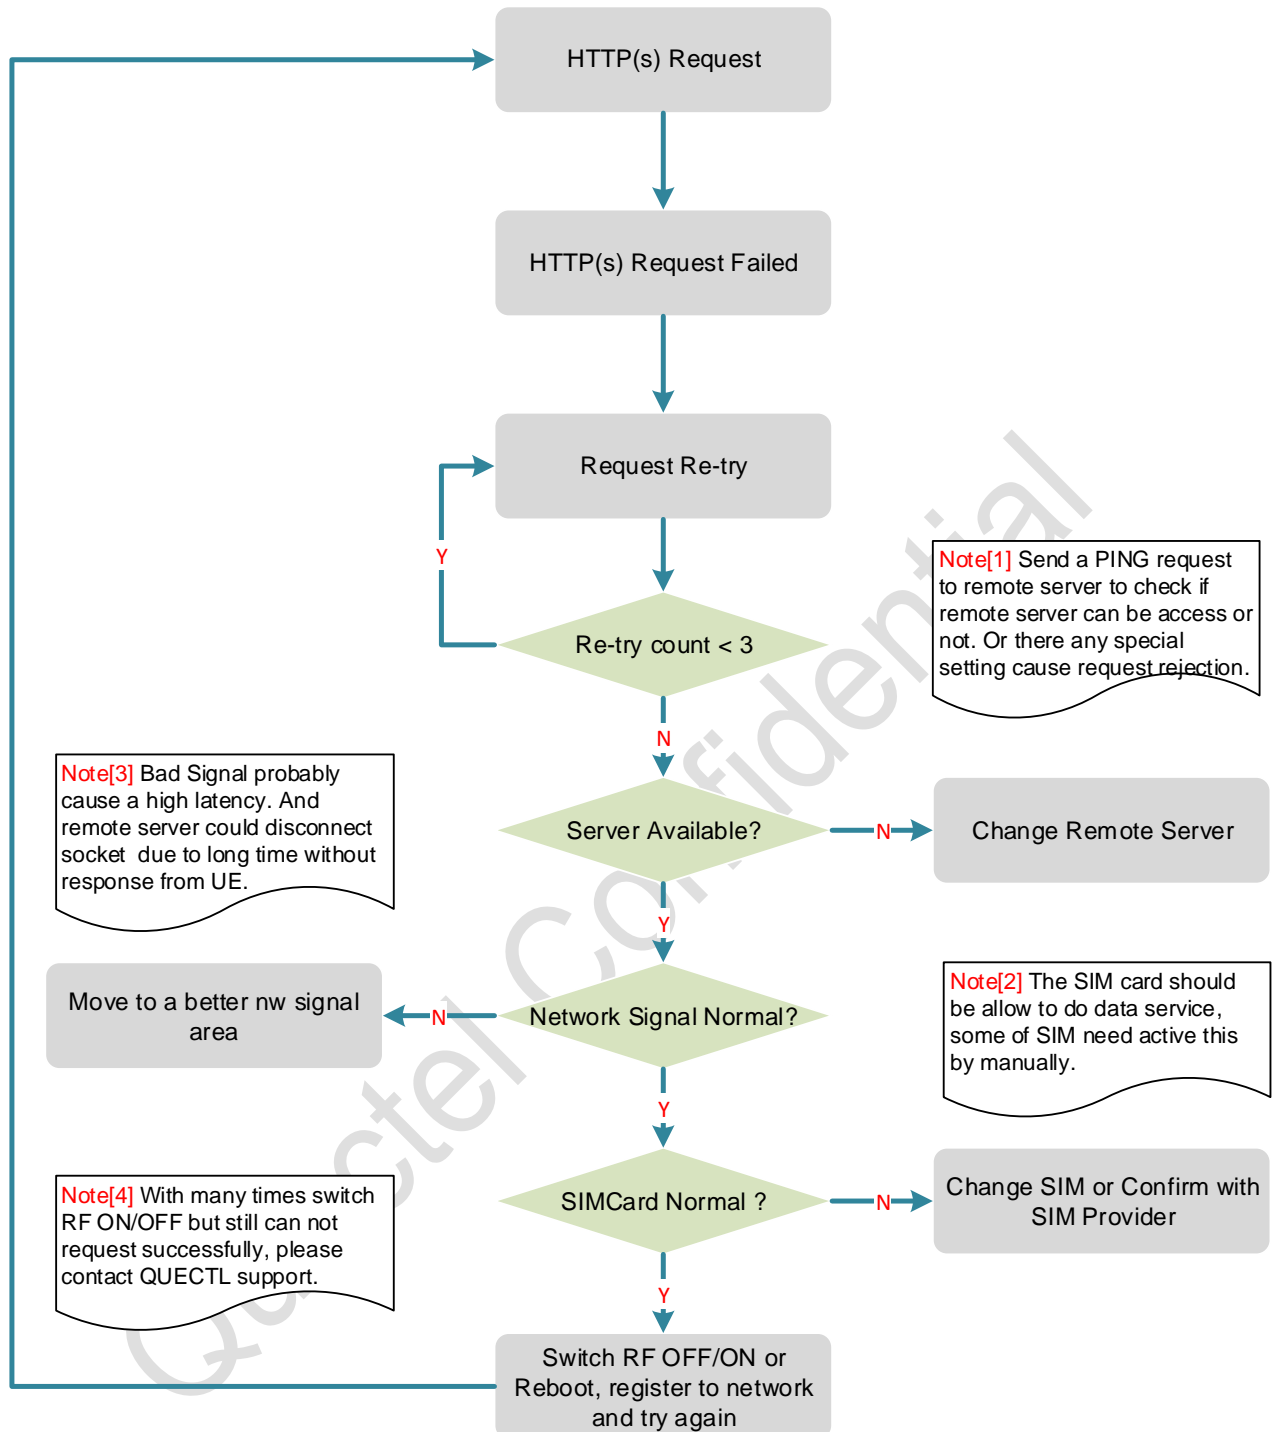 HTTP(s) Request
HTTP(s) Request Failed
Request Re-try
Y
Note[1] Send a PING request
to remote server to check if
remote server can be access or
not. Or there any special
setting cause request rejection.
Re-try count < 3
N
Note[3] Bad Signal probably
cause a high latency. And
remote server could disconnect
socket due to long time without
response from UE.
Server Available?
N
Change Remote Server
Y
Move to a better nw signal
area
N
Network Signal Normal?
Note[2] The SIM card should
be allow to do data service,
some of SIM need active this
by manually.
Y
Note[4] With many times switch
RF ON/OFF but still can not
request successfully, please
contact QUECTL support.
SIMCard Normal ?
N
Change SIM or Confirm with
SIM Provider
Y
Switch RF OFF/ON or
Reboot, register to network
and try again
Quectel Confidential